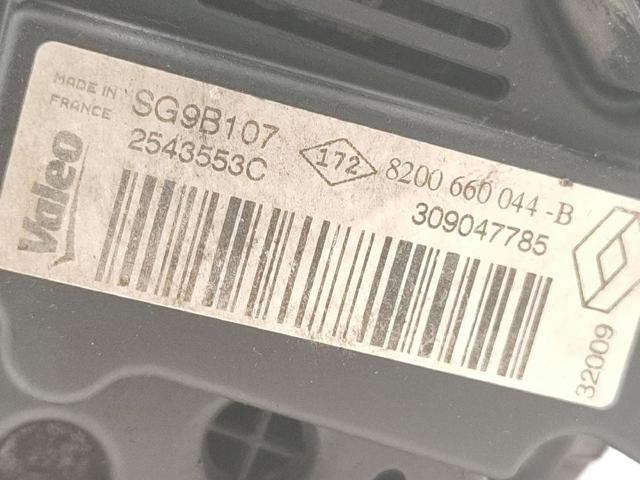 MADE IN
FRANCE
SG9B107
2543553C
172
8200 660 044 -B
309047785
Valeo
32009